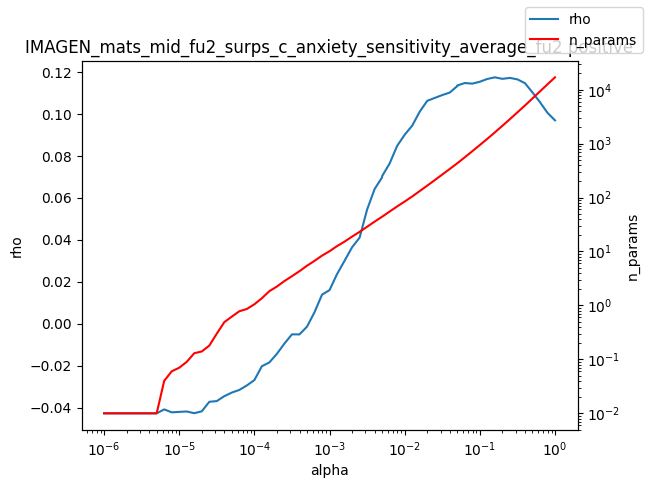 rho
n_params
IMAGEN_mats_mid_fu2_surps_c_anxiety_sensitivity_average_fu2 positive
0.12
0.10
0.08
0.06
0.04
0.02
0.00
−0.02
−0.04
rho
10⁴
10³
10²
10¹
10⁰
10⁻¹
10⁻²
n_params
10⁻⁶ 10⁻⁵ 10⁻⁴ 10⁻³ 10⁻² 10⁻¹ 10⁰
alpha